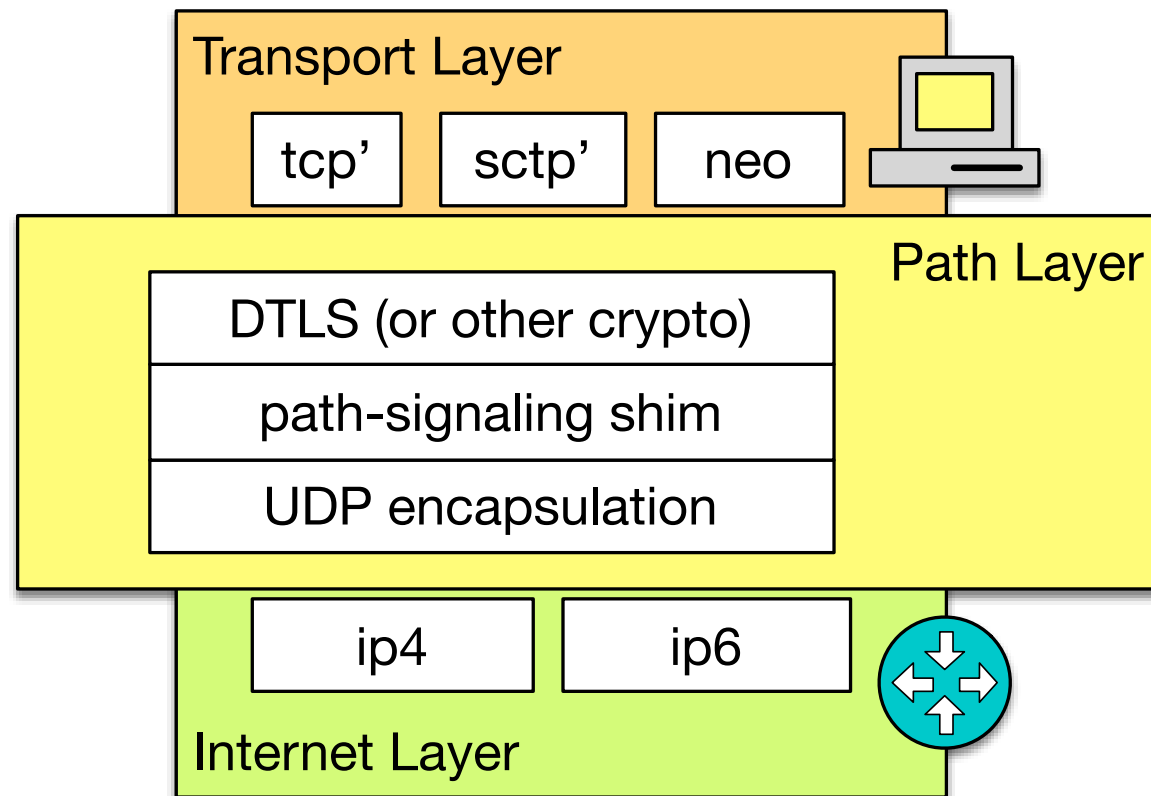 Transport Layer
tcp’
sctp’
neo
Path Layer
DTLS (or other crypto)
path-signaling shim
UDP encapsulation
ip4
ip6
Internet Layer